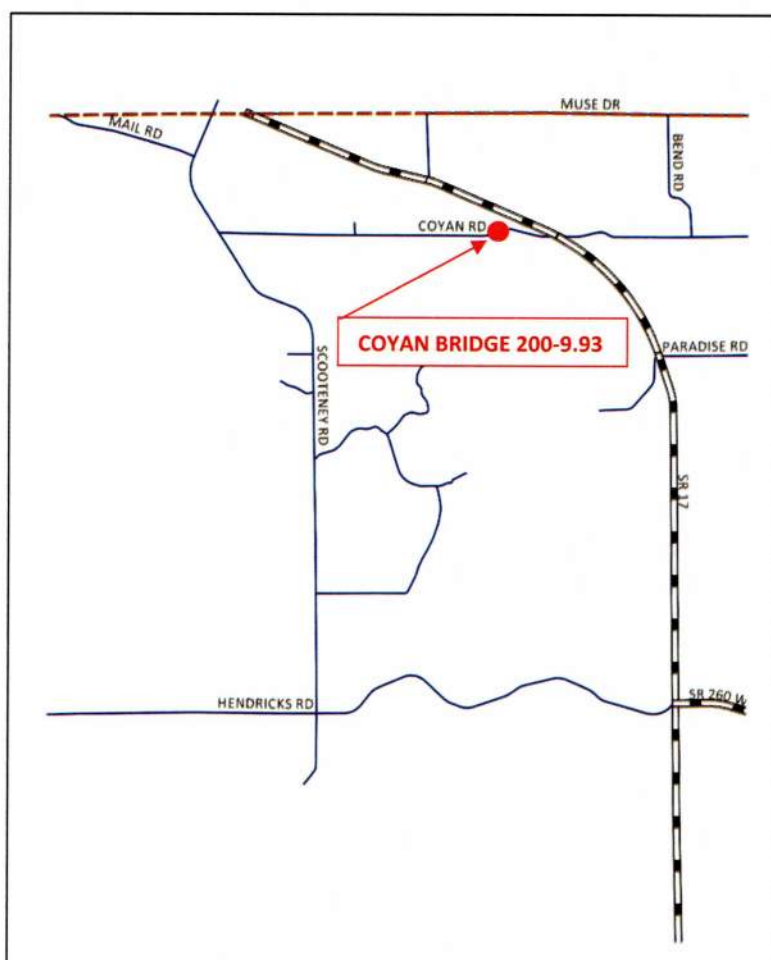 MUSE DR
MAIL RD
BEND RD
COYAN RD
COYAN BRIDGE 200-9.93
PARADISE RD
SCOOTENEY RD
SR 17
SR 260 W
HENDRICKS RD